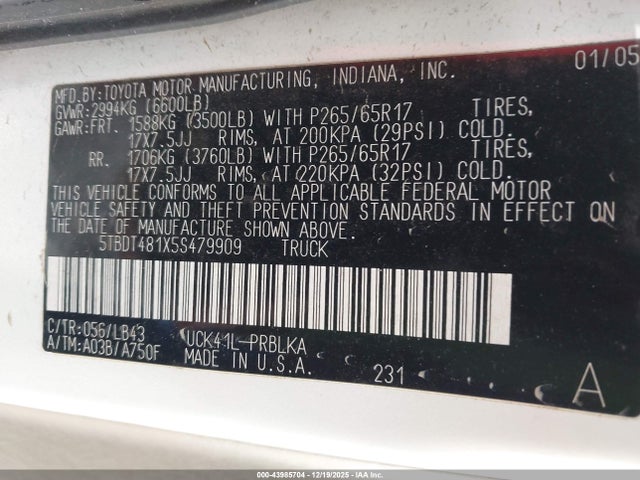 01/05
MFD.BY:TOYOTA MOTOR MANUFACTURING, INDIANA, INC.
GVWR:2994KG (6600LB)
GAWR:FRT. 1588KG (3500LB) WITH P265/65R17 TIRES,
17X7.5JJ RIMS, AT 200KPA (29PSI) COLD.
RR. 1706KG (3760LB) WITH P265/65R17 TIRES,
17X7.5JJ RIMS, AT 220KPA (32PSI) COLD.
THIS VEHICLE CONFORMS TO ALL APPLICABLE FEDERAL MOTOR
VEHICLE SAFETY AND THEFT PREVENTION STANDARDS IN EFFECT ON
THE DATE OF MANUFACTURE SHOWN ABOVE.
5TBDT481X5S479909 TRUCK
C/TR:056/LB43 UCK41L-PRBLKA
A/TM:A03B/A750F MADE IN U.S.A. 231 A
000-43985704 - 12/19/2025 - IAAI, Inc.